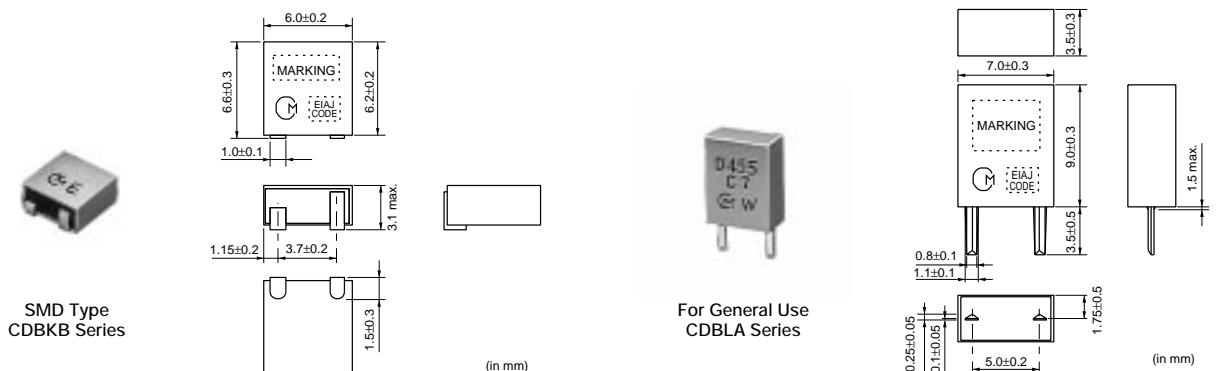 6.0±0.2
6.6±0.3
MARKING
EIAJ
CODE
6.2±0.2
1.0±0.1
3.1 max.
1.15±0.2
3.7±0.2
1.5±0.3
(in mm)
SMD Type
CDBKB Series
3.5±0.3
7.0±0.3
MARKING
EIAJ
CODE
9.0±0.3
1.5 max.
3.5±0.5
0.8±0.1
1.1±0.1
1.75±0.5
0.25±0.05
0.1±0.05
5.0±0.2
(in mm)
D455
C7
W
For General Use
CDBLA Series